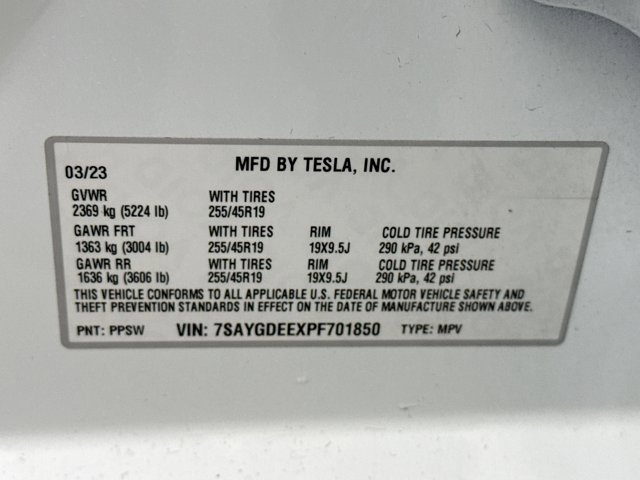 03/23 MFD BY TESLA, INC.
GVWR WITH TIRES
2369 kg (5224 lb) 255/45R19
GAWR FRT WITH TIRES RIM COLD TIRE PRESSURE
1363 kg (3004 lb) 255/45R19 19X9.5J 290 kPa, 42 psi
GAWR RR WITH TIRES RIM COLD TIRE PRESSURE
1636 kg (3606 lb) 255/45R19 19X9.5J 290 kPa, 42 psi
THIS VEHICLE CONFORMS TO ALL APPLICABLE U.S. FEDERAL MOTOR VEHICLE SAFETY AND
THEFT PREVENTION STANDARDS IN EFFECT ON THE DATE OF MANUFACTURE SHOWN ABOVE.
PNT: PPSW VIN: 7SAYGDEEXPF701850 TYPE: MPV